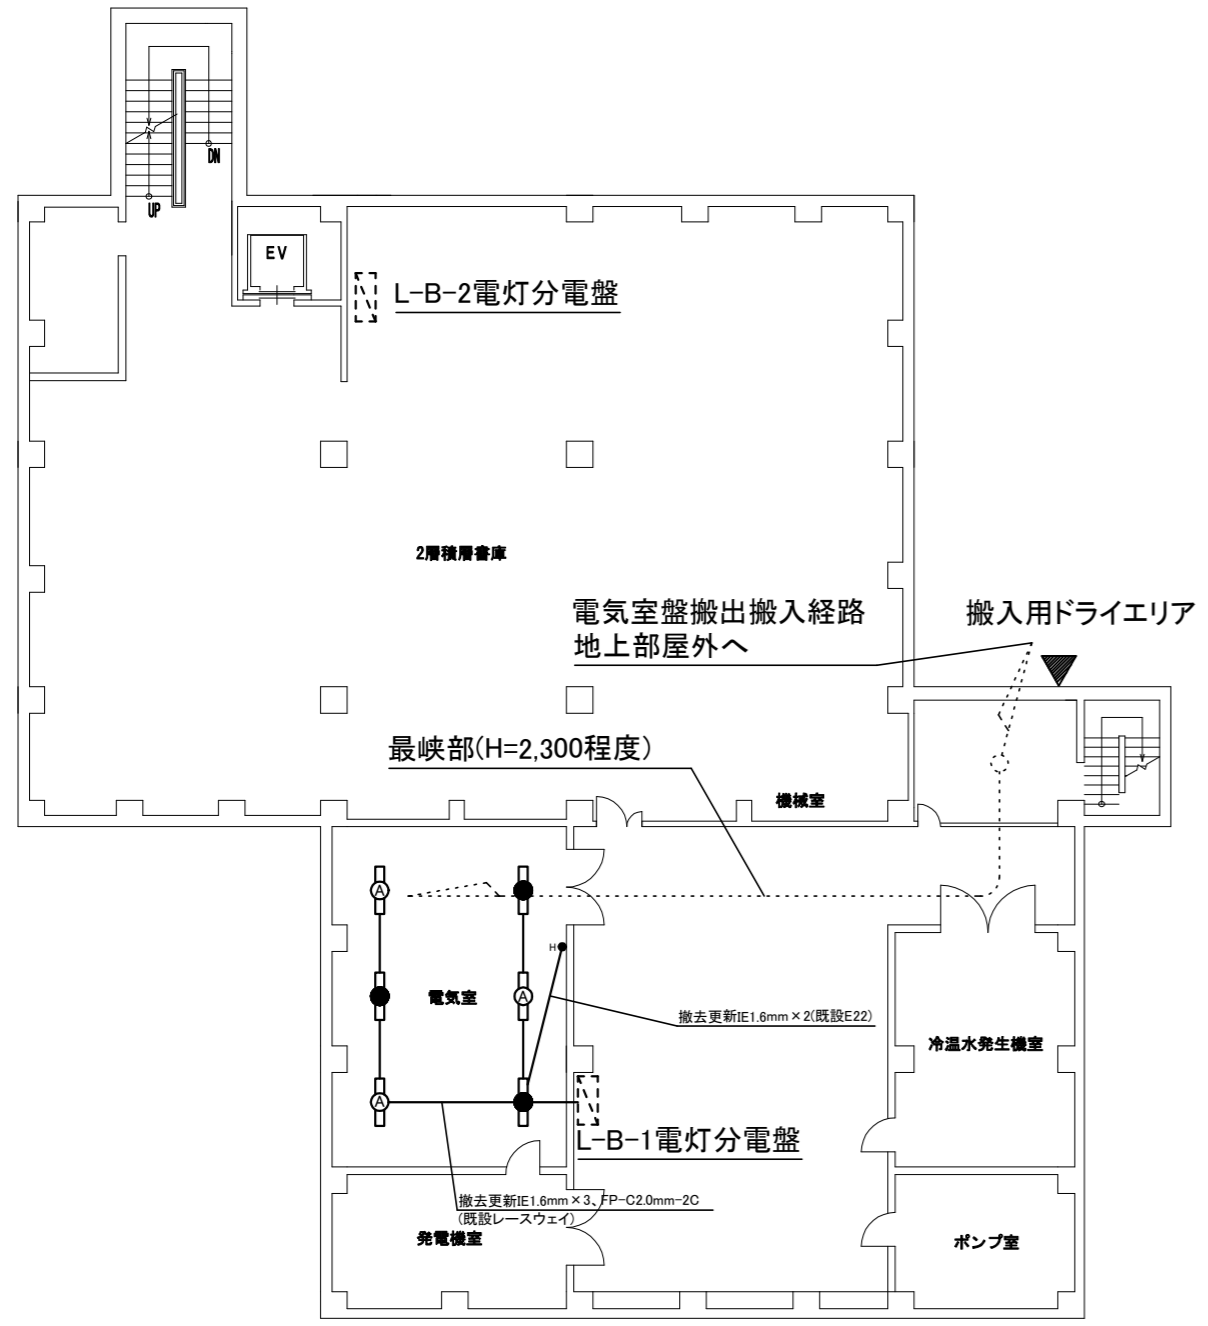 DN
UP
EV
L-B-2電灯分電盤
2層積層書庫
電気室盤搬出搬入経路
地上部屋外へ
搬入用ドライエリア
最峡部(H=2,300程度)
機械室
A
H
電気室
A
撤去更新IE1.6mm×2(既設E22)
冷温水発生機室
A
L-B-1電灯分電盤
撤去更新IE1.6mm×3、FP-C2.0mm-2C
(既設レースウェイ)
発電機室
ポンプ室